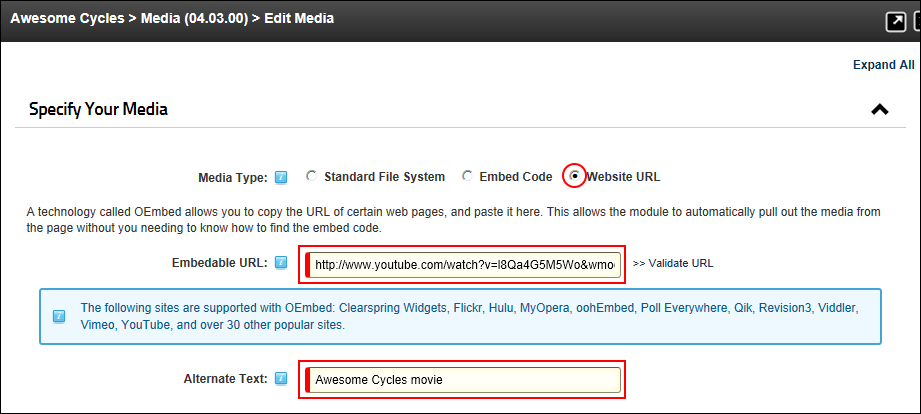 Awesome Cycles > Media (04.03.00) > Edit Media
Expand All
Specify Your Media
Media Type: Standard File System Embed Code Website URL
A technology called OEmbed allows you to copy the URL of certain web pages, and paste it here. This allows the module to automatically pull out the media from
the page without you needing to know how to find the embed code.
Embedable URL: http://www.youtube.com/watch?v=l8Qa4G5M5Wo&wmo >> Validate URL
The following sites are supported with OEmbed: Clearspring Widgets, Flickr, Hulu, MyOpera, oohEmbed, Poll Everywhere, Qik, Revision3, Viddler,
Vimeo, YouTube, and over 30 other popular sites.
Alternate Text: Awesome Cycles movie